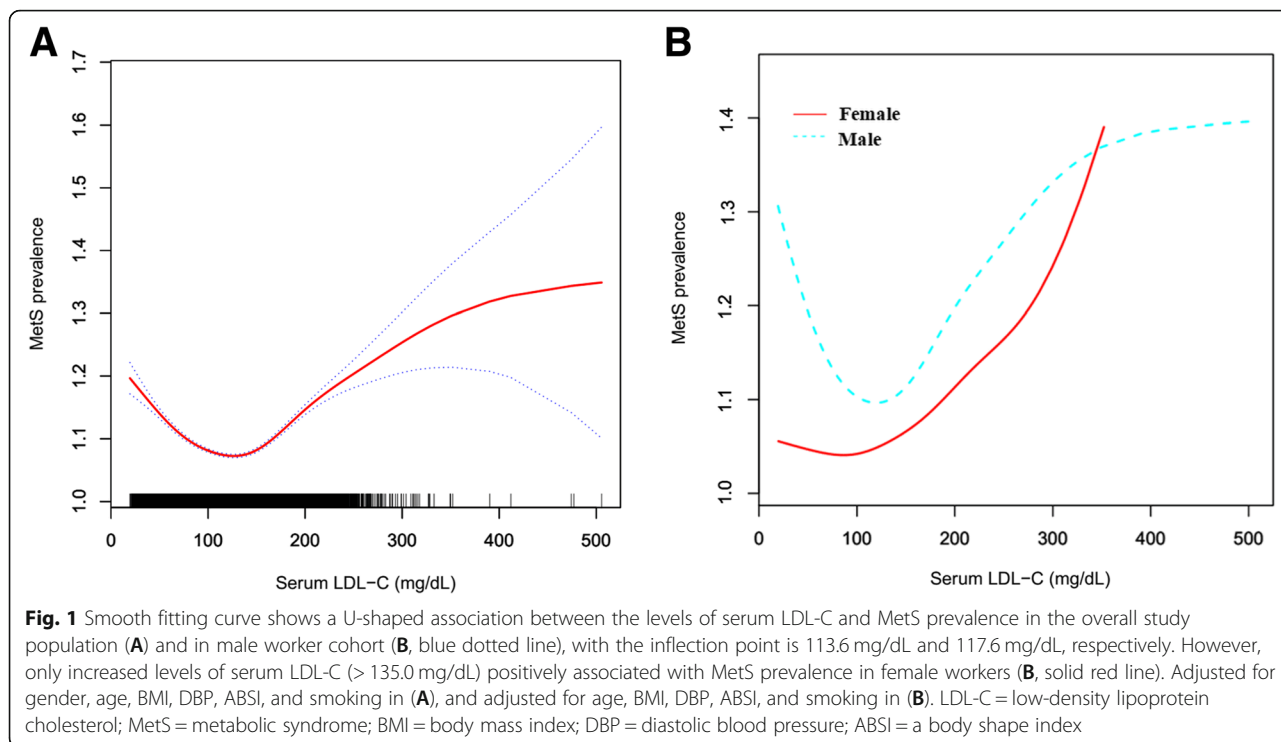 A
MetS prevalence
1.7
1.6
1.5
1.4
1.3
1.2
1.1
1.0
0 100 200 300 400 500
Serum LDL-C (mg/dL)
B
Female
Male
MetS prevalence
1.4
1.3
1.2
1.1
1.0
0 100 200 300 400 500
Serum LDL-C (mg/dL)
Fig. 1 Smooth fitting curve shows a U-shaped association between the levels of serum LDL-C and MetS prevalence in the overall study
population (A) and in male worker cohort (B, blue dotted line), with the inflection point is 113.6 mg/dL and 117.6 mg/dL, respectively. However,
only increased levels of serum LDL-C (> 135.0 mg/dL) positively associated with MetS prevalence in female workers (B, solid red line). Adjusted for
gender, age, BMI, DBP, ABSI, and smoking in (A), and adjusted for age, BMI, DBP, ABSI, and smoking in (B). LDL-C = low-density lipoprotein
cholesterol; MetS = metabolic syndrome; BMI = body mass index; DBP = diastolic blood pressure; ABSI = a body shape index